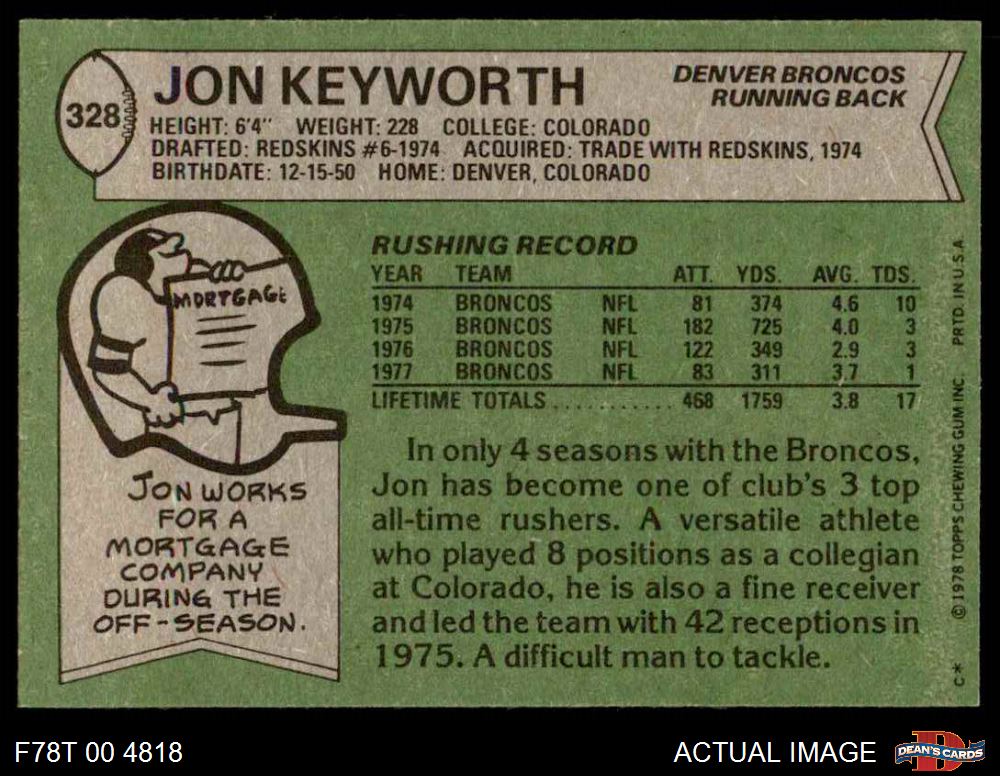 328
JON KEYWORTH
DENVER BRONCOS
RUNNING BACK
HEIGHT: 6'4" WEIGHT: 228 COLLEGE: COLORADO
DRAFTED: REDSKINS #6-1974 ACQUIRED: TRADE WITH REDSKINS, 1974
BIRTHDATE: 12-15-50 HOME: DENVER, COLORADO
MORTGAGE
JON WORKS
FOR A
MORTGAGE
COMPANY
DURING THE
OFF-SEASON.
RUSHING RECORD
YEAR TEAM ATT. YDS. AVG. TDS.
1974 BRONCOS NFL 81 374 4.6 10
1975 BRONCOS NFL 182 725 4.0 3
1976 BRONCOS NFL 122 349 2.9 3
1977 BRONCOS NFL 83 311 3.7 1
LIFETIME TOTALS ............ 468 1759 3.8 17
In only 4 seasons with the Broncos,
Jon has become one of club's 3 top
all-time rushers. A versatile athlete
who played 8 positions as a collegian
at Colorado, he is also a fine receiver
and led the team with 42 receptions in
1975. A difficult man to tackle.
C* © 1978 TOPPS CHEWING GUM INC. PRTD. IN U.S.A.
F78T 00 4818
ACTUAL IMAGE
DEAN'S CARDS